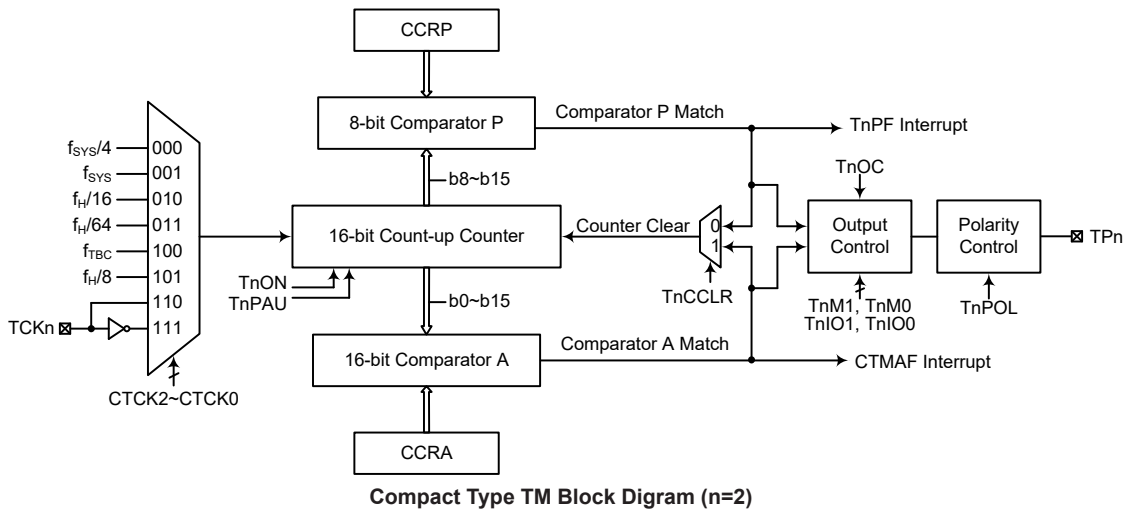 CCRP
8-bit Comparator P
Comparator P Match
TnPF Interrupt
b8~b15
fSYS/4
000
fSYS
001
fH/16
010
fH/64
011
fTBC
100
fH/8
101
110
TCKn
111
CTCK2~CTCK0
16-bit Count-up Counter
TnON
TnPAU
Counter Clear
0
1
TnCCLR
TnOC
Output
Control
TnM1, TnM0
TnIO1, TnIO0
Polarity
Control
TnPOL
TPn
b0~b15
16-bit Comparator A
Comparator A Match
CTMAF Interrupt
CCRA
Compact Type TM Block Digram (n=2)